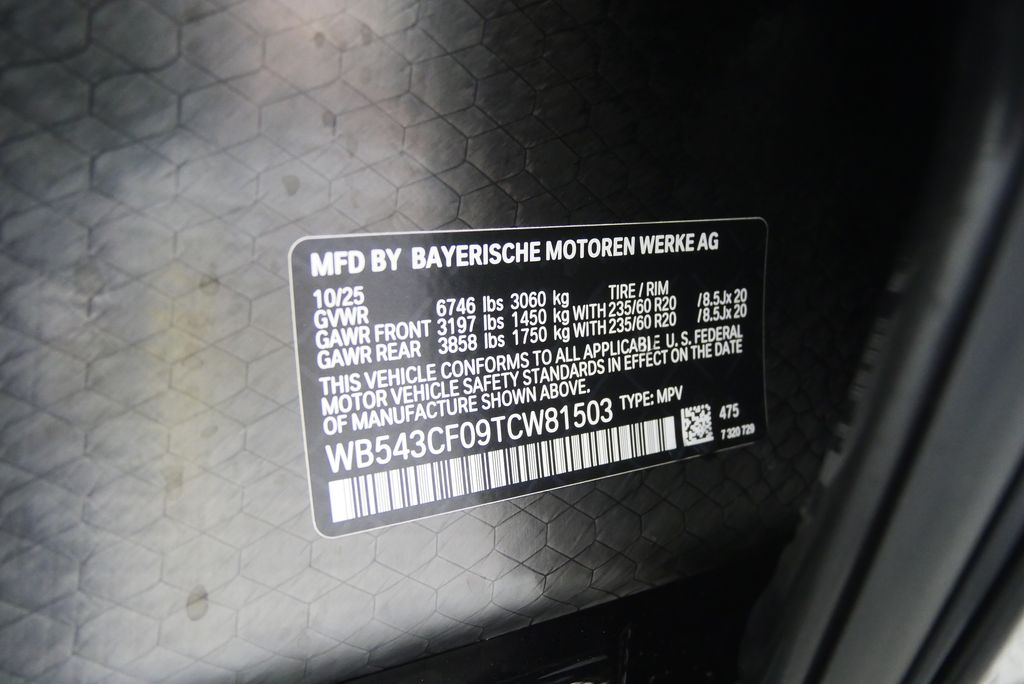 MFD BY BAYERISCHE MOTOREN WERKE AG
10/25 TIRE / RIM
GVWR 6746 lbs 3060 kg
GAWR FRONT 3197 lbs 1450 kg WITH 235/60 R20 /8.5Jx 20
GAWR REAR 3858 lbs 1750 kg WITH 235/60 R20 /8.5Jx 20
THIS VEHICLE CONFORMS TO ALL APPLICABLE U.S. FEDERAL
MOTOR VEHICLE SAFETY STANDARDS IN EFFECT ON THE DATE
OF MANUFACTURE SHOWN ABOVE.
WB543CF09TCW81503 TYPE: MPV
475
7 320 729